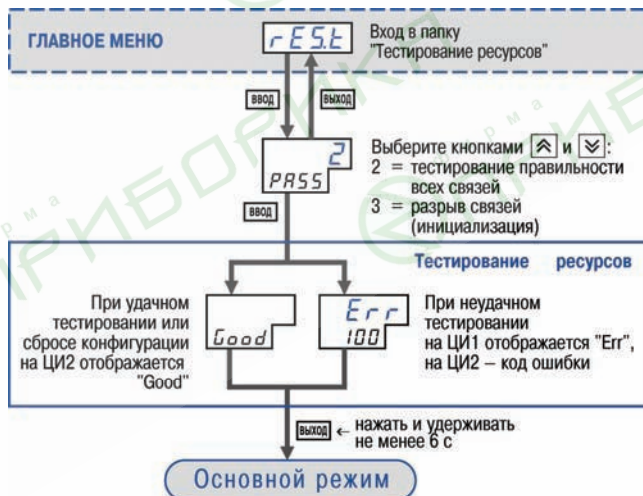 ГЛАВНОЕ МЕНЮ
rES.t
Вход в папку
"Тестирование ресурсов"
ВВОД
ВЫХОД
2
PASS
Выберите кнопками и :
2 = тестирование правильности
всех связей
3 = разрыв связей
(инициализация)
ВВОД
Тестирование ресурсов
При удачном
тестировании или
сбросе конфигурации
на ЦИ2 отображается
"Good"
Good
Err
100
При неудачном
тестировании
на ЦИ1 отображается "Err",
на ЦИ2 – код ошибки
ВЫХОД ← нажать и удерживать
не менее 6 с
Основной режим